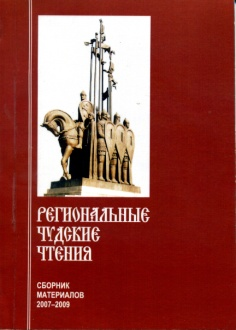 РЕГИОНАЛЬНЫЕ
ЧУДСКИЕ
ЧТЕНИЯ
СБОРНИК
МАТЕРИАЛОВ
2007-2009